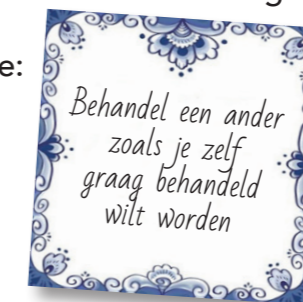 e:
Behandel een ander
zoals je zelf
graag behandeld
wilt worden